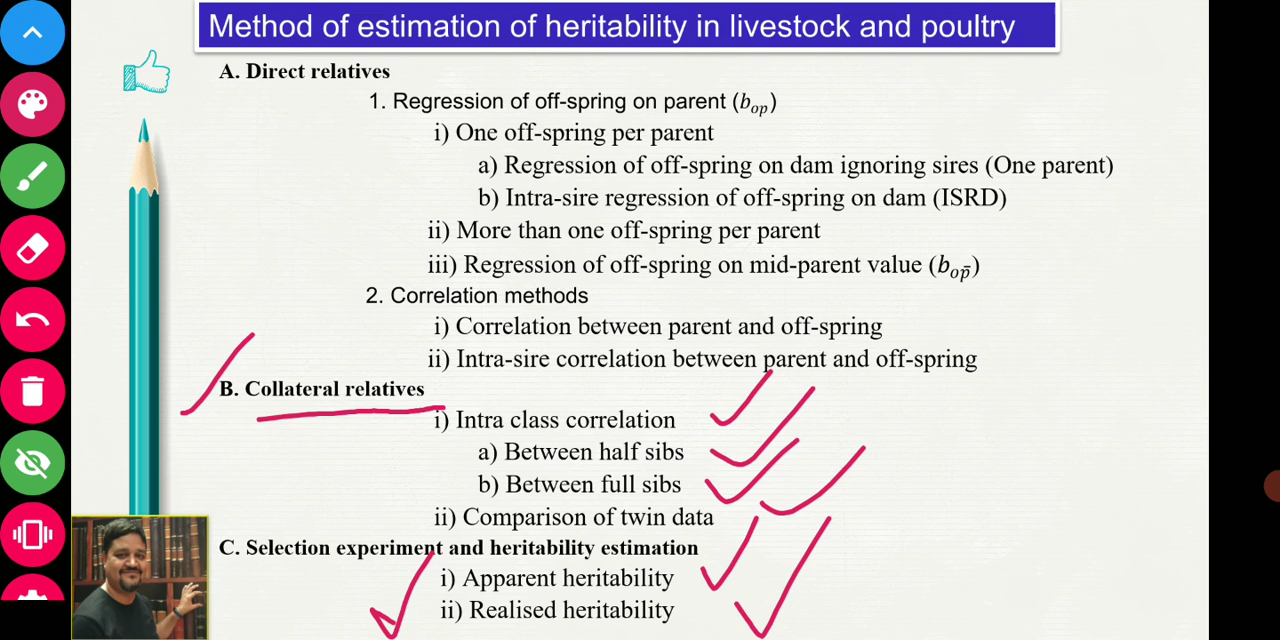 Method of estimation of heritability in livestock and poultry
A. Direct relatives
1. Regression of off-spring on parent (b_op)
i) One off-spring per parent
a) Regression of off-spring on dam ignoring sires (One parent)
b) Intra-sire regression of off-spring on dam (ISRD)
ii) More than one off-spring per parent
iii) Regression of off-spring on mid-parent value (b_op̄)
2. Correlation methods
i) Correlation between parent and off-spring
ii) Intra-sire correlation between parent and off-spring
B. Collateral relatives
i) Intra class correlation
a) Between half sibs
b) Between full sibs
ii) Comparison of twin data
C. Selection experiment and heritability estimation
i) Apparent heritability
ii) Realised heritability